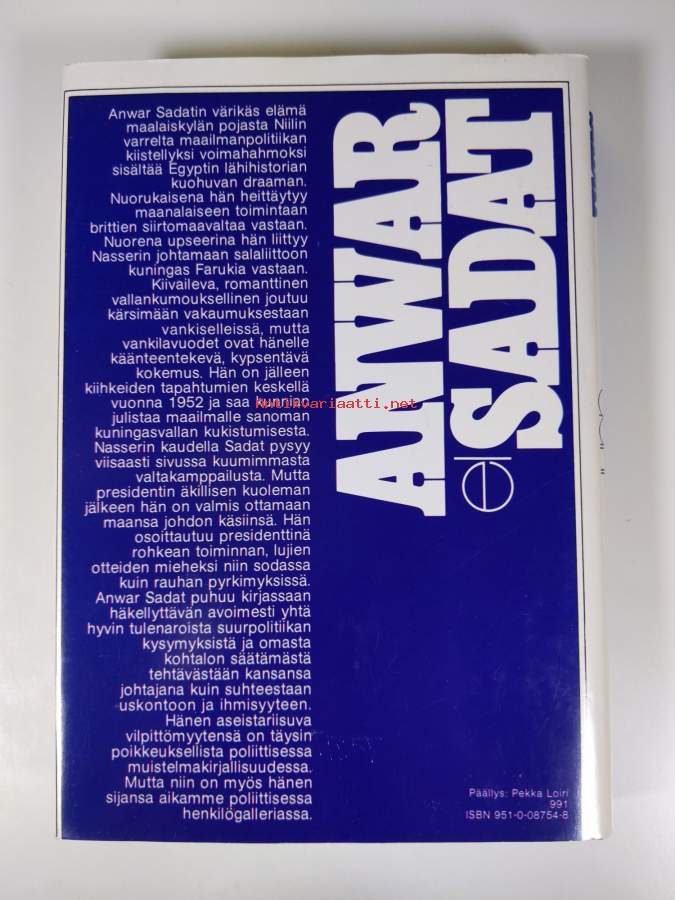 Anwar Sadatin värikäs elämä
maalaiskylän pojasta Niilin
varrelta maailmanpolitiikan
kiistellyksi voimahahmoksi
sisältää Egyptin lähihistorian
kuohuvan draaman.
Nuorukaisena hän heittäytyy
maanalaiseen toimintaan
brittien siirtomaavaltaa vastaan.
Nuorena upseerina hän liittyy
Nasserin johtamaan salaliittoon
kuningas Farukia vastaan.
Kiivaileva, romanttinen
vallankumouksellinen joutuu
kärsimään vakaumuksestaan
vankiselleissä, mutta
vankilavuodet ovat hänelle
käänteentekevä, kypsentävä
kokemus. Hän on jälleen
kiihkeiden tapahtumien keskellä
vuonna 1952 ja saa kunnian
julistaa maailmalle sanoman
kuningasvallan kukistumisesta.
Nasserin kaudella Sadat pysyy
viisaasti sivussa kuumimmasta
valtakamppailusta. Mutta
presidentin äkillisen kuoleman
jälkeen hän on valmis ottamaan
maansa johdon käsiinsä. Hän
osoittautuu presidenttinä
rohkean toiminnan, lujien
otteiden mieheksi niin sodassa
kuin rauhan pyrkimyksissä.
Anwar Sadat puhuu kirjassaan
häkellyttävän avoimesti yhtä
hyvin tulenaroista suurpolitiikan
kysymyksistä ja omasta
kohtalon säätämästä
tehtävästään kansansa
johtajana kuin suhteestaan
uskontoon ja ihmisyyteen.
Hänen aseistariisuva
vilpittömyytensä on täysin
poikkeuksellista poliittisessa
muistelmakirjallisuudessa.
Mutta niin on myös hänen
sijansa aikamme poliittisessa
henkilögalleriassa.
ANWAR
el SADAT
Antikvariaatti.net
Päällys: Pekka Loiri
991
ISBN 951-0-08754-8